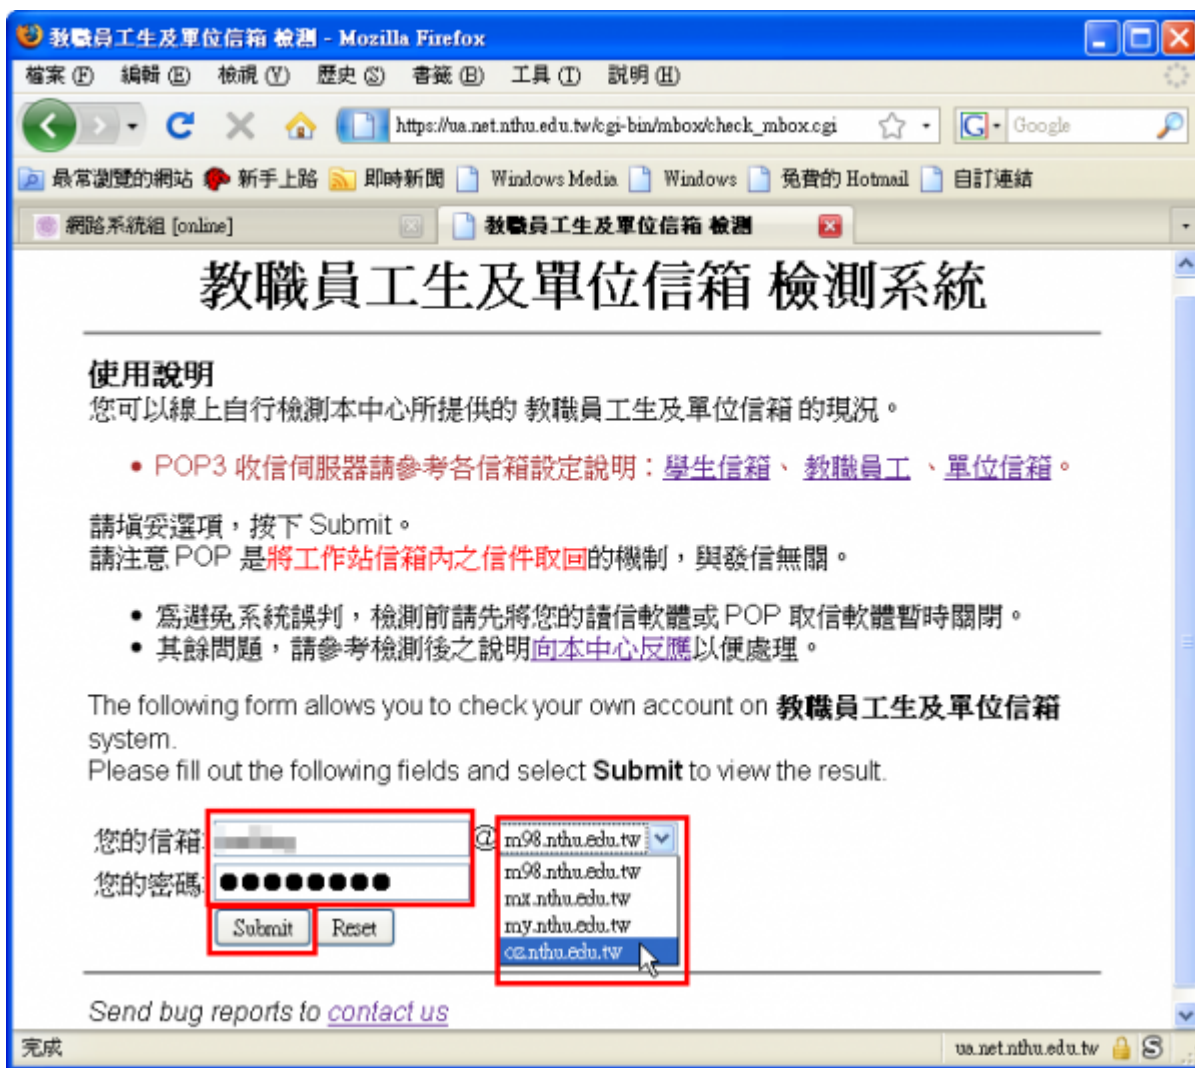 教職員工生及單位信箱 檢測 - Mozilla Firefox
檔案(F) 編輯(E) 檢視(V) 歷史(S) 書籤(B) 工具(T) 說明(H)
https://ua.net.nthu.edu.tw/cgi-bin/mbox/check_mbox.cgi G Google
最常瀏覽的網站 新手上路 即時新聞 Windows Media Windows 免費的 Hotmail 自訂連結
網路系統組 [online] 教職員工生及單位信箱 檢測
教職員工生及單位信箱 檢測系統
使用說明
您可以線上自行檢測本中心所提供的 教職員工生及單位信箱 的現況。
• POP3 收信伺服器請參考各信箱設定說明：學生信箱、 教職員工 、單位信箱。
請填妥選項，按下 Submit。
請注意 POP 是將工作站信箱內之信件取回的機制，與發信無關。
• 為避免系統誤判，檢測前請先將您的讀信軟體或 POP 取信軟體暫時關閉。
• 其餘問題，請參考檢測後之說明向本中心反應以便處理。
The following form allows you to check your own account on 教職員工生及單位信箱
system.
Please fill out the following fields and select Submit to view the result.
您的信箱: @ m98.nthu.edu.tw
您的密碼: ●●●●●●●●
m98.nthu.edu.tw
mx.nthu.edu.tw
my.nthu.edu.tw
oz.nthu.edu.tw
Submit Reset
Send bug reports to contact us
完成 ua.net.nthu.edu.tw S